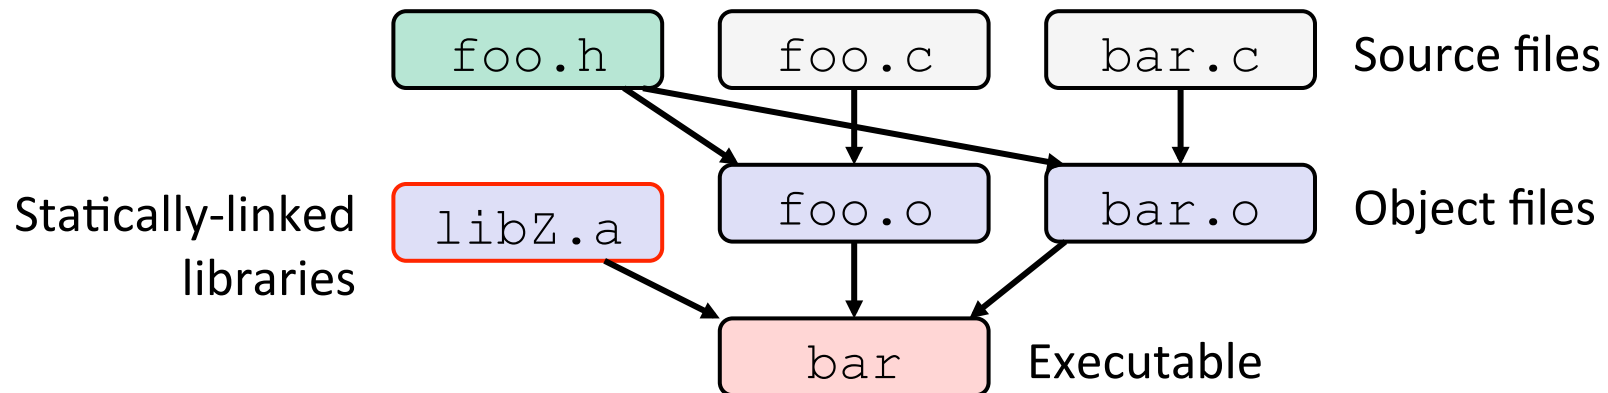 foo.h foo.c bar.c Source files
Statically-linked
libraries
libZ.a foo.o bar.o Object files
bar Executable